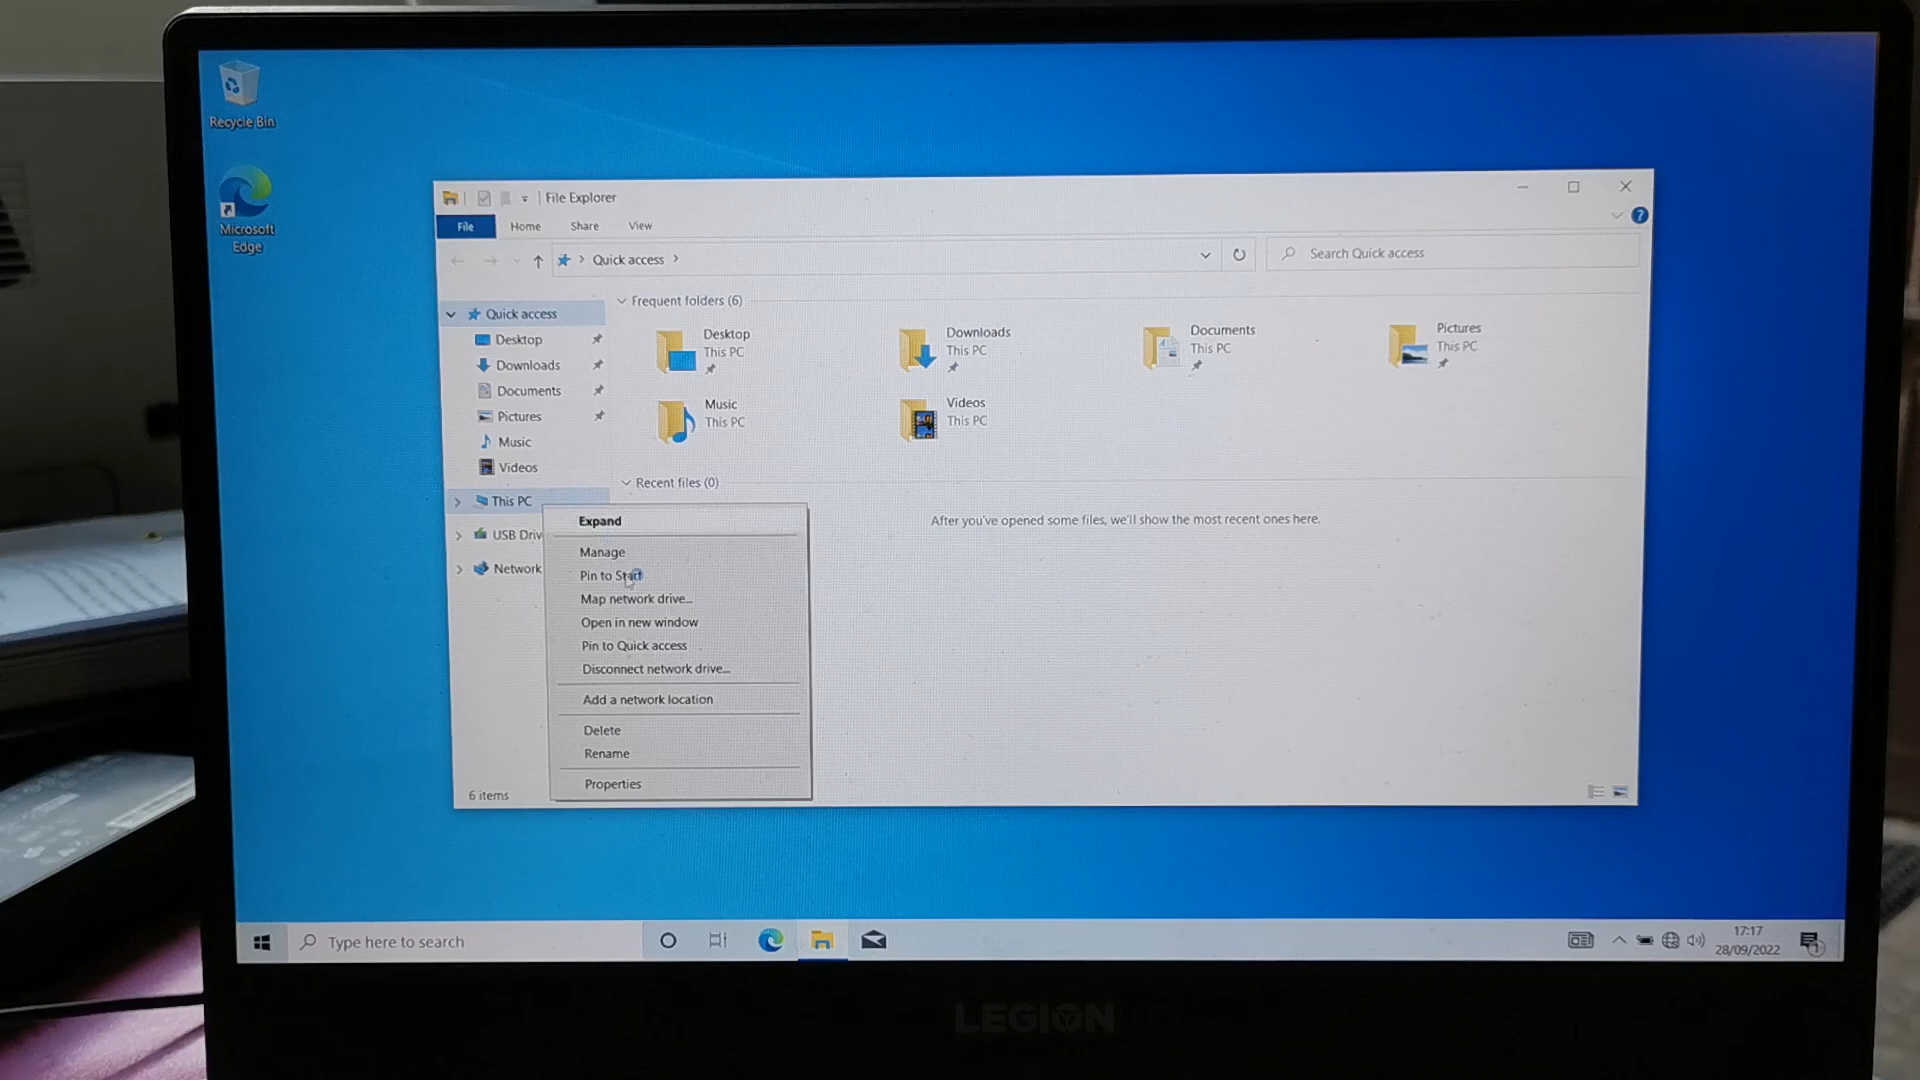 Recycle Bin
Microsoft
Edge
File Explorer
File
Home
Share
View
Quick access
Search Quick access
Quick access
Desktop
Downloads
Documents
Pictures
Music
Videos
This PC
USB Driv
Network
Frequent folders (6)
Desktop
This PC
Downloads
This PC
Documents
This PC
Pictures
This PC
Music
This PC
Videos
This PC
Recent files (0)
After you've opened some files, we'll show the most recent ones here.
Expand
Manage
Pin to Start
Map network drive...
Open in new window
Pin to Quick access
Disconnect network drive...
Add a network location
Delete
Rename
Properties
6 items
Type here to search
17:17
28/09/2022
1
LEGION